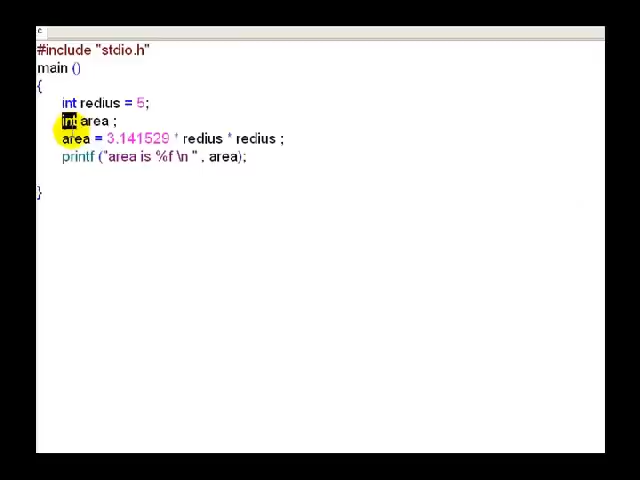 c
#include "stdio.h"
main ()
{
int redius = 5;
int area ;
area = 3.141529 * redius * redius ;
printf ("area is %f \n " , area);
}